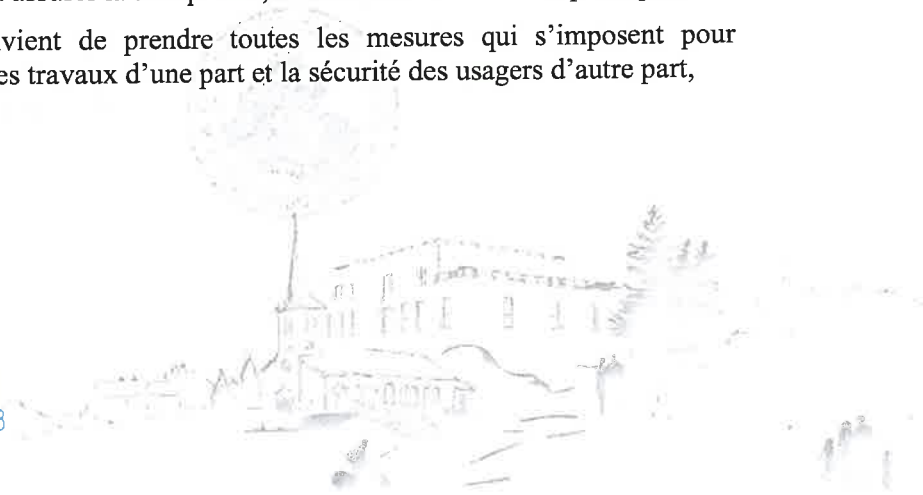 vient de prendre toutes les mesures qui s'imposent pour
es travaux d'une part et la sécurité des usagers d'autre part,